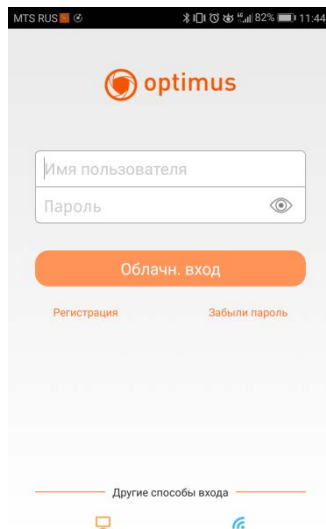 MTS RUS 82% 11:44
optimus
Имя пользователя
Пароль
Облачн. вход
Регистрация Забыли пароль
Другие способы входа